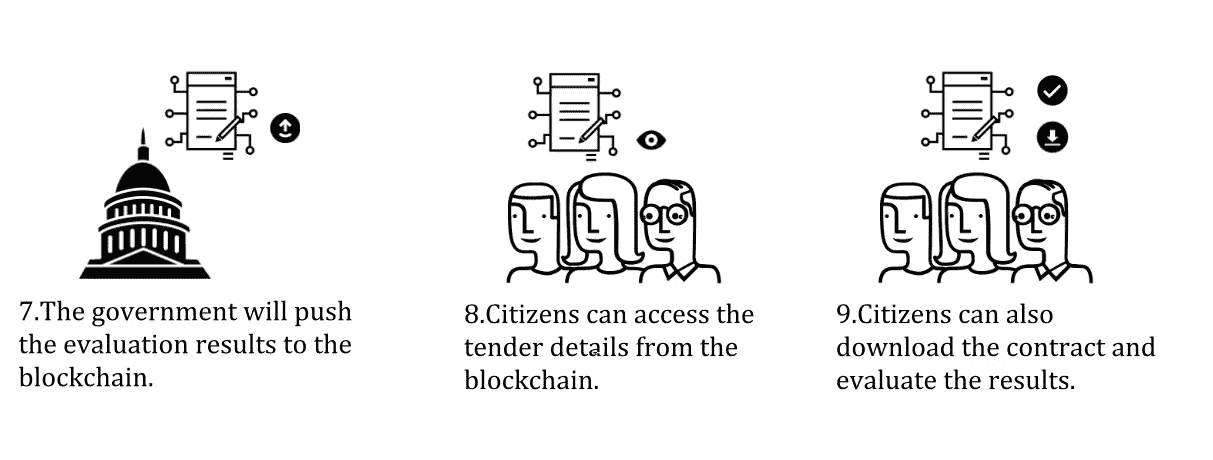 7.The government will push
the evaluation results to the
blockchain.
8.Citizens can access the
tender details from the
blockchain.
9.Citizens can also
download the contract and
evaluate the results.